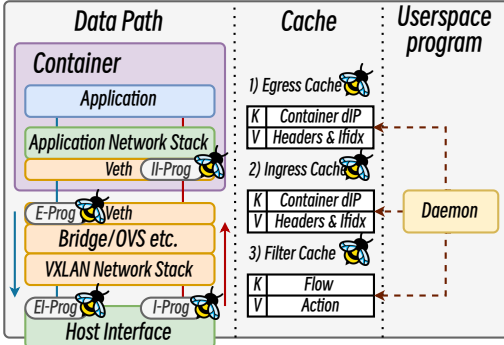 Data Path
Container
Application
Application Network Stack
Veth
II-Prog
E-Prog
Veth
Bridge/OVS etc.
VXLAN Network Stack
EI-Prog
I-Prog
Host Interface
Cache
1) Egress Cache
K Container dIP
V Headers & Ifidx
2) Ingress Cache
K Container dIP
V Headers & Ifidx
3) Filter Cache
K Flow
V Action
Userspace
program
Daemon